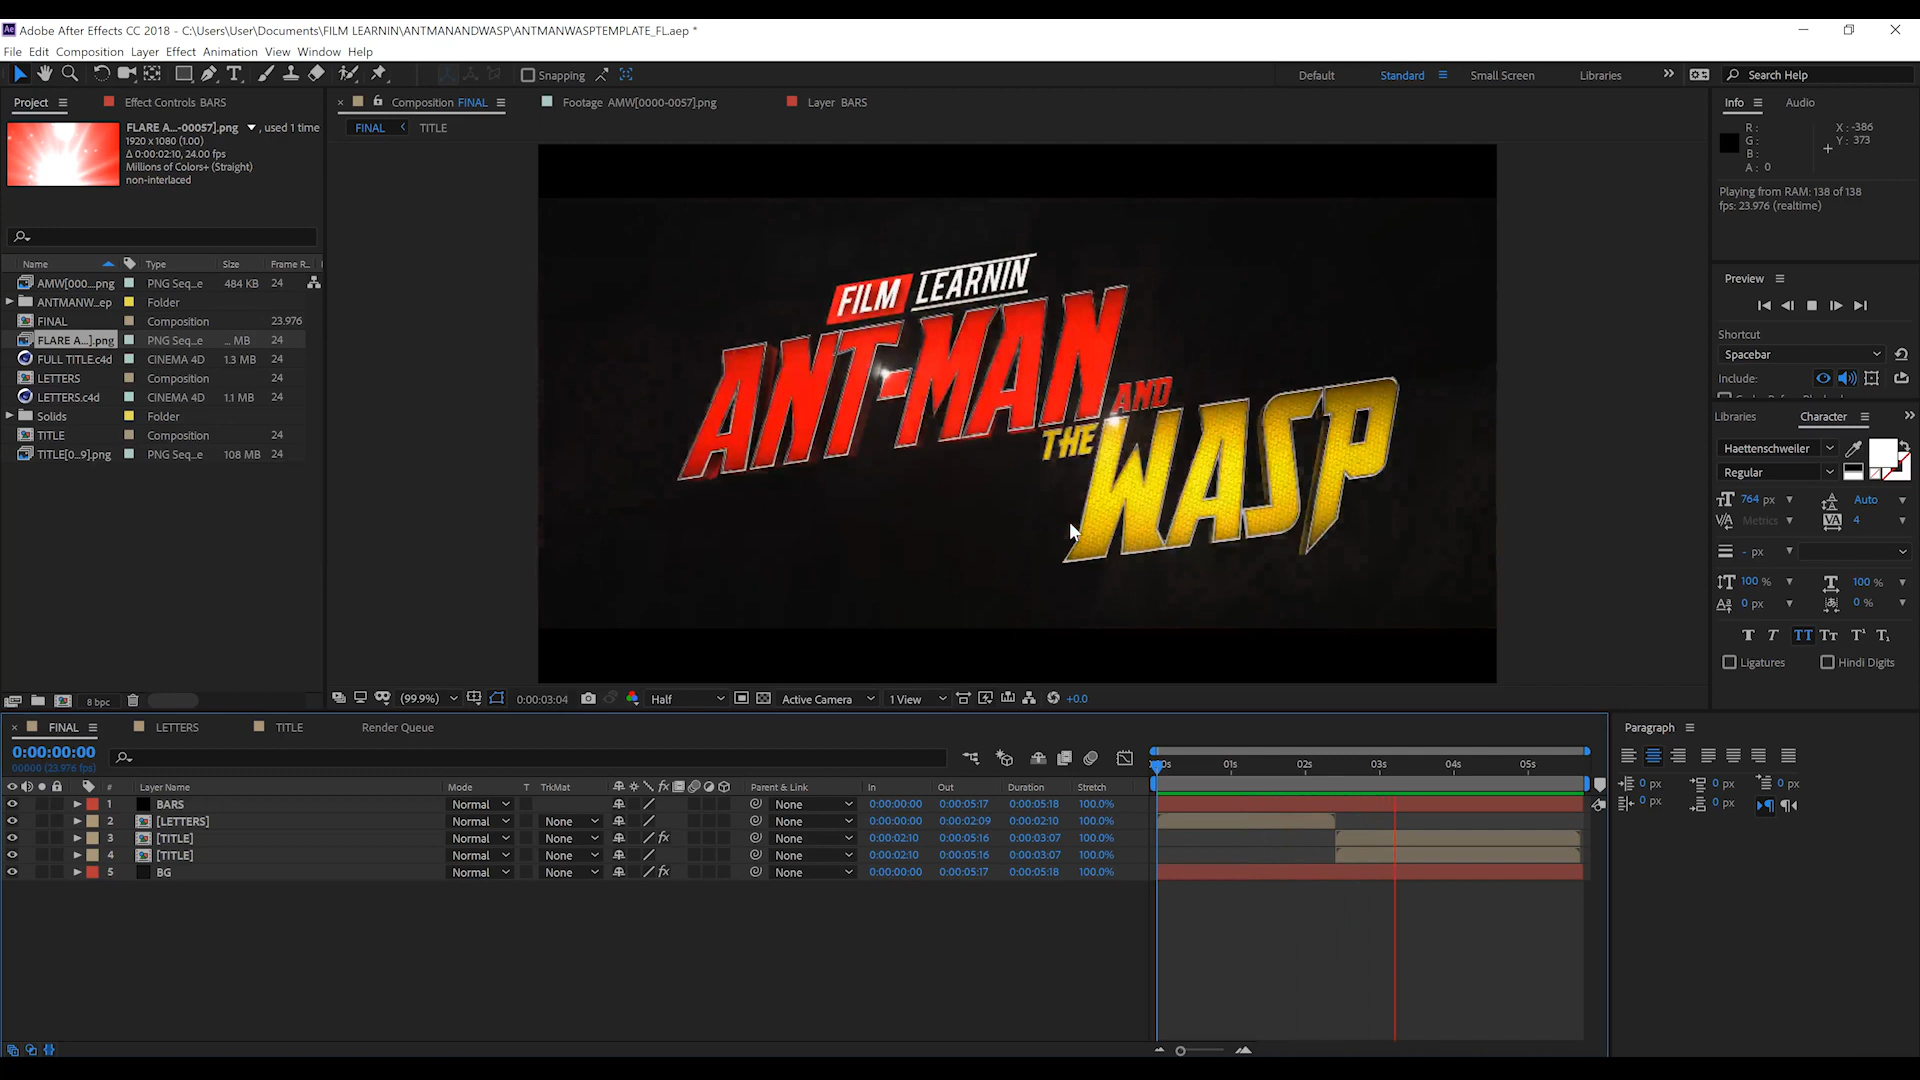 Adobe After Effects CC 2018 - C:\Users\User\Documents\FILM LEARNIN\ANTMANANDWASP\ANTMANWASPTEMPLATE_FL.aep *
File Edit Composition Layer Effect Animation View Window Help
Snapping
Default Standard Small Screen Libraries Search Help
Project Effect Controls BARS
Composition FINAL Footage AMW[0000-0057].png Layer BARS
Info Audio
FINAL TITLE
FLARE A...-00057].png , used 1 time
1920 x 1080 (1.00)
Δ 0:00:02:10, 24.00 fps
Millions of Colors+ (Straight)
non-interlaced
R: X: -386
G: Y: 373
B:
A: 0
Playing from RAM: 138 of 138
fps: 23.976 (realtime)
Name Type Size Frame R...
AMW[000....png PNG Seq...e 484 KB 24
ANTMANW...ep Folder
FINAL Composition 23.976
FLARE A...].png PNG Seq...e ... MB 24
FULL TITLE.c4d CINEMA 4D 1.3 MB 24
LETTERS Composition 24
LETTERS.c4d CINEMA 4D 1.1 MB 24
Solids Folder
TITLE Composition 24
TITLE[0...9].png PNG Seq...e 108 MB 24
8 bpc
FILM LEARNIN
ANT-MAN
AND
THE WASP
Preview
Shortcut
Spacebar
Include:
Libraries Character
Haettenschweiler
Regular
764 px Auto
Metrics 4
- px
100 % 100 %
0 px 0 %
T T TT Tт T¹ T₁
Ligatures Hindi Digits
(99.9%) 0:00:03:04 Half Active Camera 1 View +0.0
FINAL LETTERS TITLE Render Queue
Paragraph
0:00:00:00
00000 (23.976 fps)
0s 01s 02s 03s 04s 05s
0 px 0 px 0 px
0 px 0 px
# Layer Name Mode T TrkMat Parent & Link In Out Duration Stretch
1 BARS Normal None 0:00:00:00 0:00:05:17 0:00:05:18 100.0%
2 [LETTERS] Normal None None 0:00:00:00 0:00:02:09 0:00:02:10 100.0%
3 [TITLE] Normal None fx None 0:00:02:10 0:00:05:16 0:00:03:07 100.0%
4 [TITLE] Normal None None 0:00:02:10 0:00:05:16 0:00:03:07 100.0%
5 BG Normal None fx None 0:00:00:00 0:00:05:17 0:00:05:18 100.0%